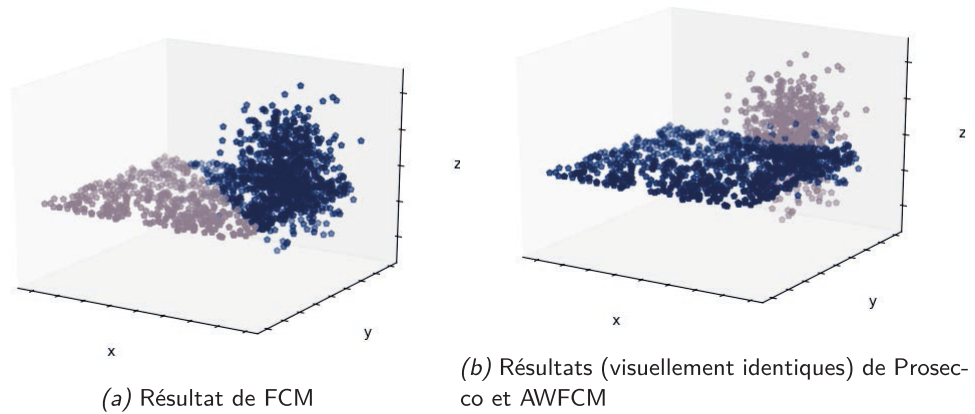 z
y
x
(a) Résultat de FCM
z
y
x
(b) Résultats (visuellement identiques) de Prosec-
co et AWFCM